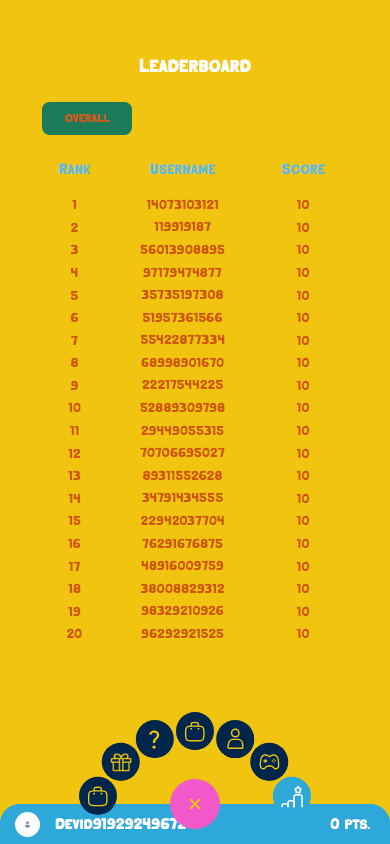 Leaderboard
OVERALL
Rank Username Score
1 14073103121 10
2 119919187 10
3 56013908895 10
4 97179474877 10
5 35735197308 10
6 51957361566 10
7 55422877334 10
8 68998901670 10
9 22217544225 10
10 52889309798 10
11 29449055315 10
12 70706695027 10
13 89311552628 10
14 34791434555 10
15 22942037704 10
16 76291676875 10
17 48916009759 10
18 38008829312 10
19 98329210926 10
20 96292921525 10
?
Devid91929249672 0 PTS.